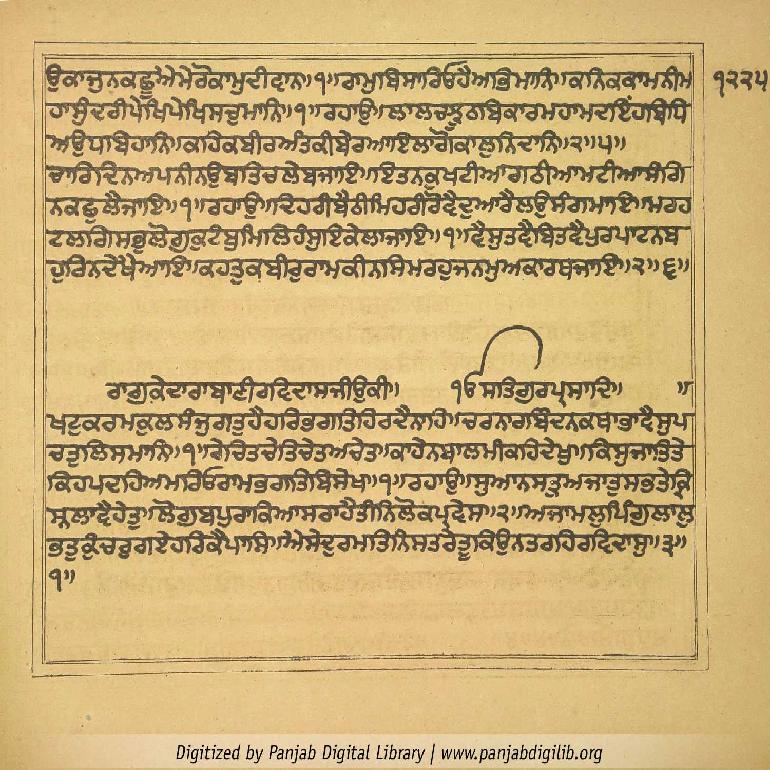 ਉਕਾਜੁਨਕਛੂਐਮੇਰੋਕਾਮੁਦੀਵਾਨ॥੧॥ਰਾਮੁਬਿਸਾਰਿਓਹੈਅਭਿਮਾਨਿ॥ਕਨਿਕਕਾਮਨੀਮ ੧੨੨੫
ਹਾਸੁੰਦਰੀਪੇਖਿਪੇਖਿਸਚੁਮਾਨਿ॥੧॥ਰਹਾਉ॥ਲਾਲਚਝੂਠਬਿਕਾਰਮਹਾਮਦਇਹਬਿਧਿ
ਅਉਧਬਿਹਾਨਿ॥ਕਹਿਕਬੀਰਅੰਤਕੀਬੇਰਆਇਲਾਗੋਕਾਲੁਨਿਦਾਨਿ॥੨॥੫॥
ਚਾਰਿਦਿਨਅਪਨੀਨਉਬਤਿਚਲੇਬਜਾਇ॥ਇਤਨਕੁਖਟੀਆਗਠੀਆਮਟੀਆਸੰਗਿ
ਨਕਛੁਲੈਜਾਇ॥੧॥ਰਹਾਉ॥ਦਿਹਰੀਬੈਠੀਮਿਹਰੀਰੋਵੈਦੁਆਰੈਲਉਸੰਗਮਾਇ॥ਮਰਹ
ਟਲਗਿਸਭੁਲੋਗੁਕੁਟੰਬੁਮਿਲਿਹੰਸੁਇਕੇਲਾਜਾਇ॥੧॥ਵੈਸੁਤਵੈਬਿਤਵੈਪੁਰਪਾਟਨਬ
ਹੁਰਿਨਦੇਖੈਆਇ॥ਕਹਤੁਕਬੀਰੁਰਾਮਕੀਨਸਿਮਰਹੁਜਨਮੁਅਕਾਰਥਜਾਇ॥੨॥੬॥
ਰਾਗੁਕੇਦਾਰਾਬਾਣੀਰਵਿਦਾਸਜੀਉਕੀ॥ ੴਸਤਿਗੁਰਪ੍ਰਸਾਦਿ॥ ॥
ਖਟੁਕਰਮਕੁਲਸੰਜੁਗਤੁਹੈਹਰਿਭਗਤਿਹਿਰਦੈਨਾਹਿ॥ਚਰਨਾਰਬਿੰਦਨਕਥਾਭਾਵੈਸੁਪ
ਚਤੁਲਿਸਮਾਨਿ॥੧॥ਰੇਚਿਤਚੇਤਿਚੇਤਅਚੇਤ॥ਕਾਹੇਨਬਾਲਮੀਕਹਿਦੇਖੁ॥ਕਿਸੁਜਾਤਿਤੇ
ਕਿਹਪਦਹਿਅਮਰਿਓਰਾਮਭਗਤਿਬਿਸੇਖ॥੧॥ਰਹਾਉ॥ਸੁਆਨਸਤ੍ਰੁਅਜਾਤੁਸਭਤੇਕ੍ਰਿ
ਸ੍ਨਲਾਵੈਹੇਤੁ॥ਲੋਗੁਬਪੁਰਾਕਿਆਸਰਾਹੈਤੀਨਿਲੋਕਪ੍ਰਵੇਸ॥੨॥ਅਜਾਮਲੁਪਿੰਗੁਲਾਲੁ
ਭਤੁਕੁੰਚਰੁਗਏਹਰਿਕੈਪਾਸਿ॥ਐਸੇਦੁਰਮਤਿਨਿਸਤਰੇਤੂਕਿਉਨਤਰਹਿਰਵਿਦਾਸ॥੩॥
੧॥
Digitized by Panjab Digital Library | www.panjabdigilib.org